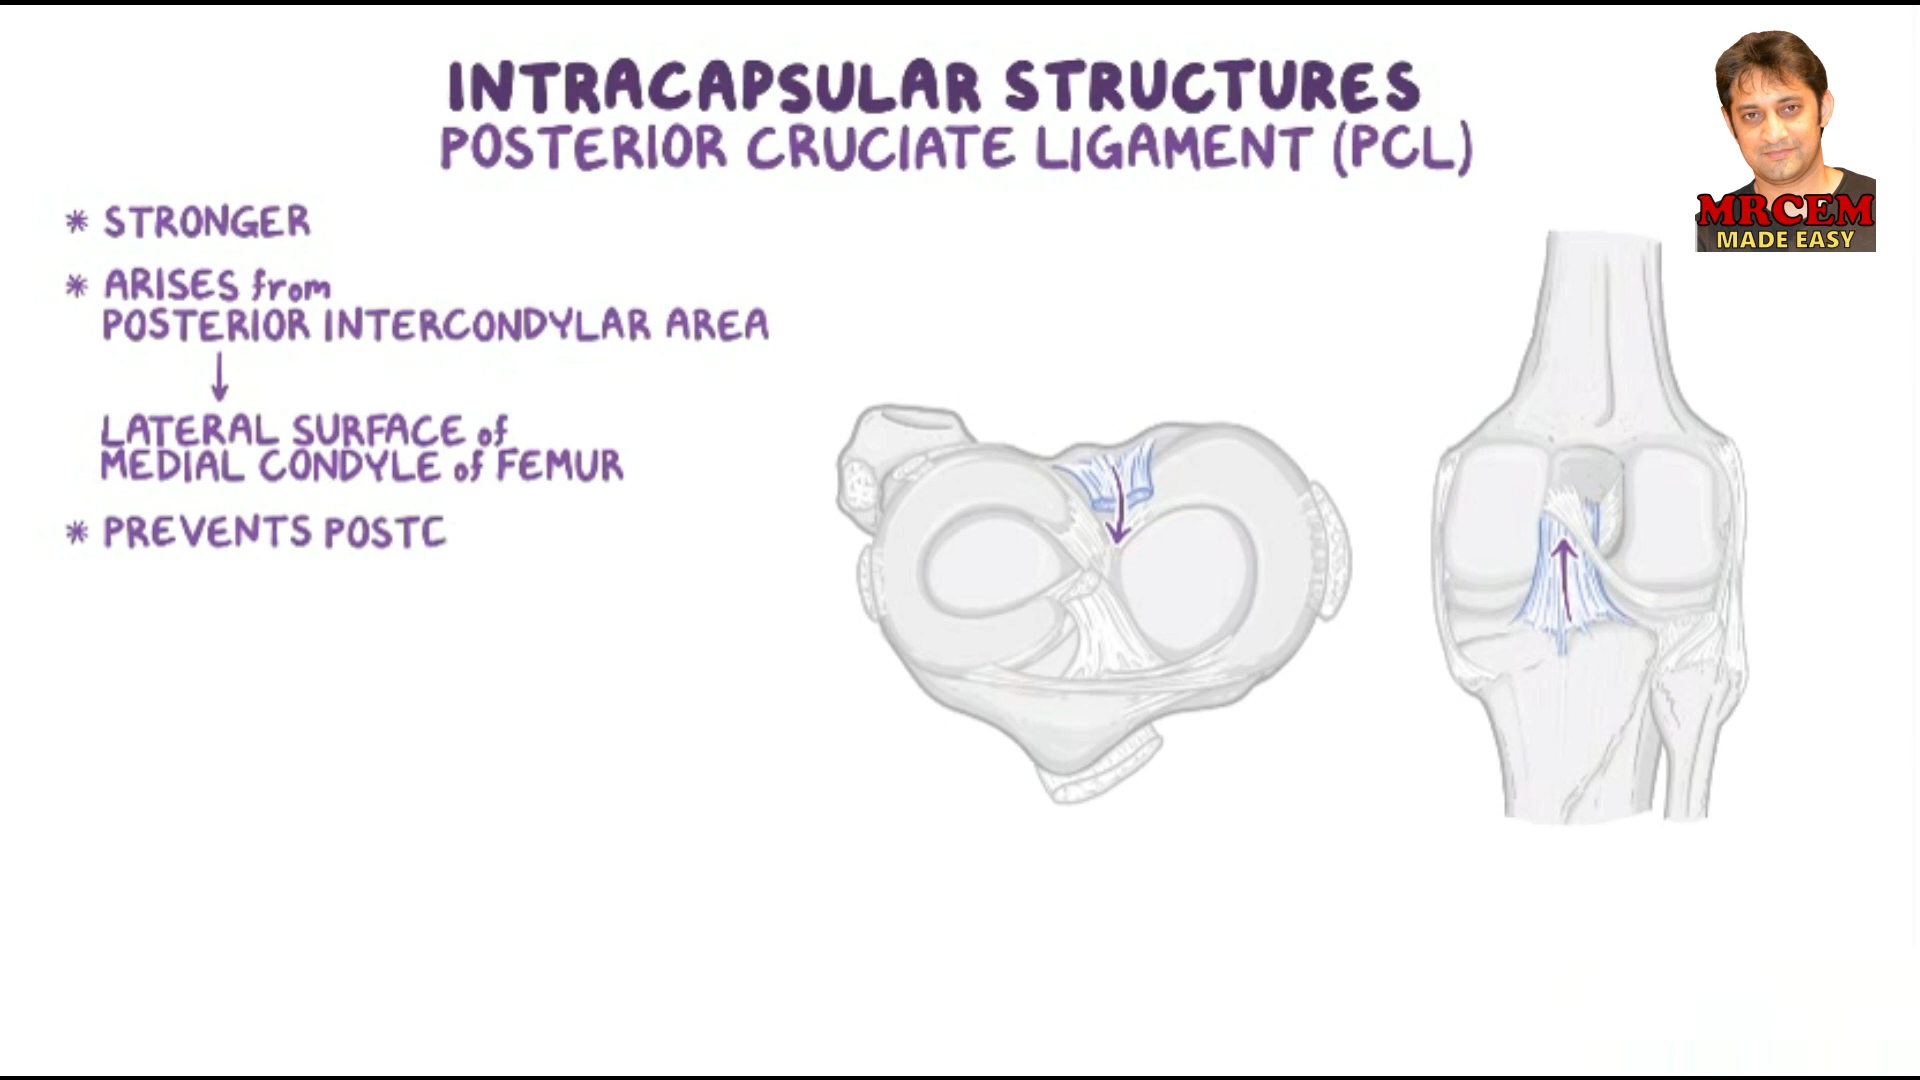 INTRACAPSULAR STRUCTURES
POSTERIOR CRUCIATE LIGAMENT (PCL)
* STRONGER
* ARISES from
POSTERIOR INTERCONDYLAR AREA
LATERAL SURFACE of
MEDIAL CONDYLE of FEMUR
* PREVENTS POSTC
MRCEM
MADE EASY